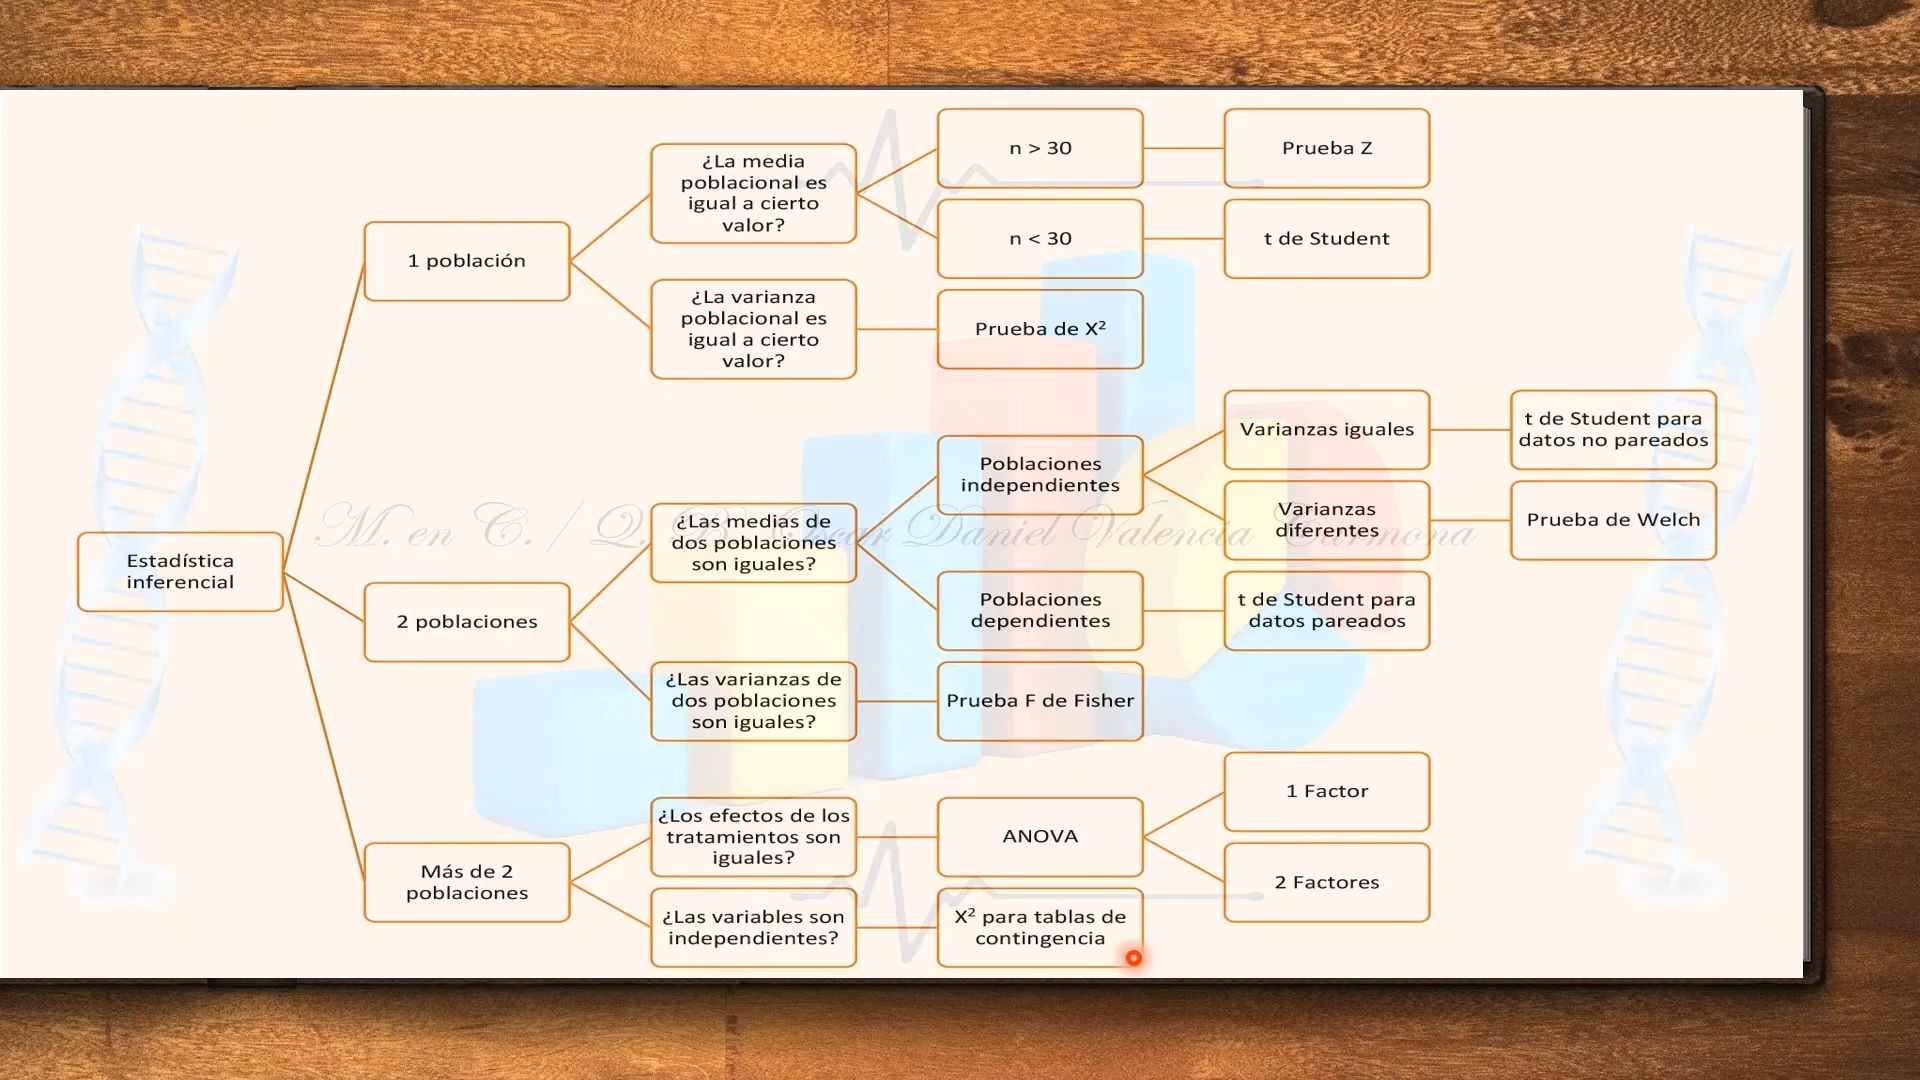 ¿La media
poblacional es
igual a cierto
valor?
n > 30
Prueba Z
n < 30
t de Student
1 población
¿La varianza
poblacional es
igual a cierto
valor?
Prueba de X²
Estadística
inferencial
2 poblaciones
¿Las medias de
dos poblaciones
son iguales?
Poblaciones
independientes
Varianzas iguales
t de Student para
datos no pareados
Varianzas
diferentes
Prueba de Welch
Poblaciones
dependientes
t de Student para
datos pareados
¿Las varianzas de
dos poblaciones
son iguales?
Prueba F de Fisher
Más de 2
poblaciones
¿Los efectos de los
tratamientos son
iguales?
ANOVA
1 Factor
2 Factores
¿Las variables son
independientes?
X² para tablas de
contingencia
M. en C. / Q. B. Oscar Daniel Valencia Carmona